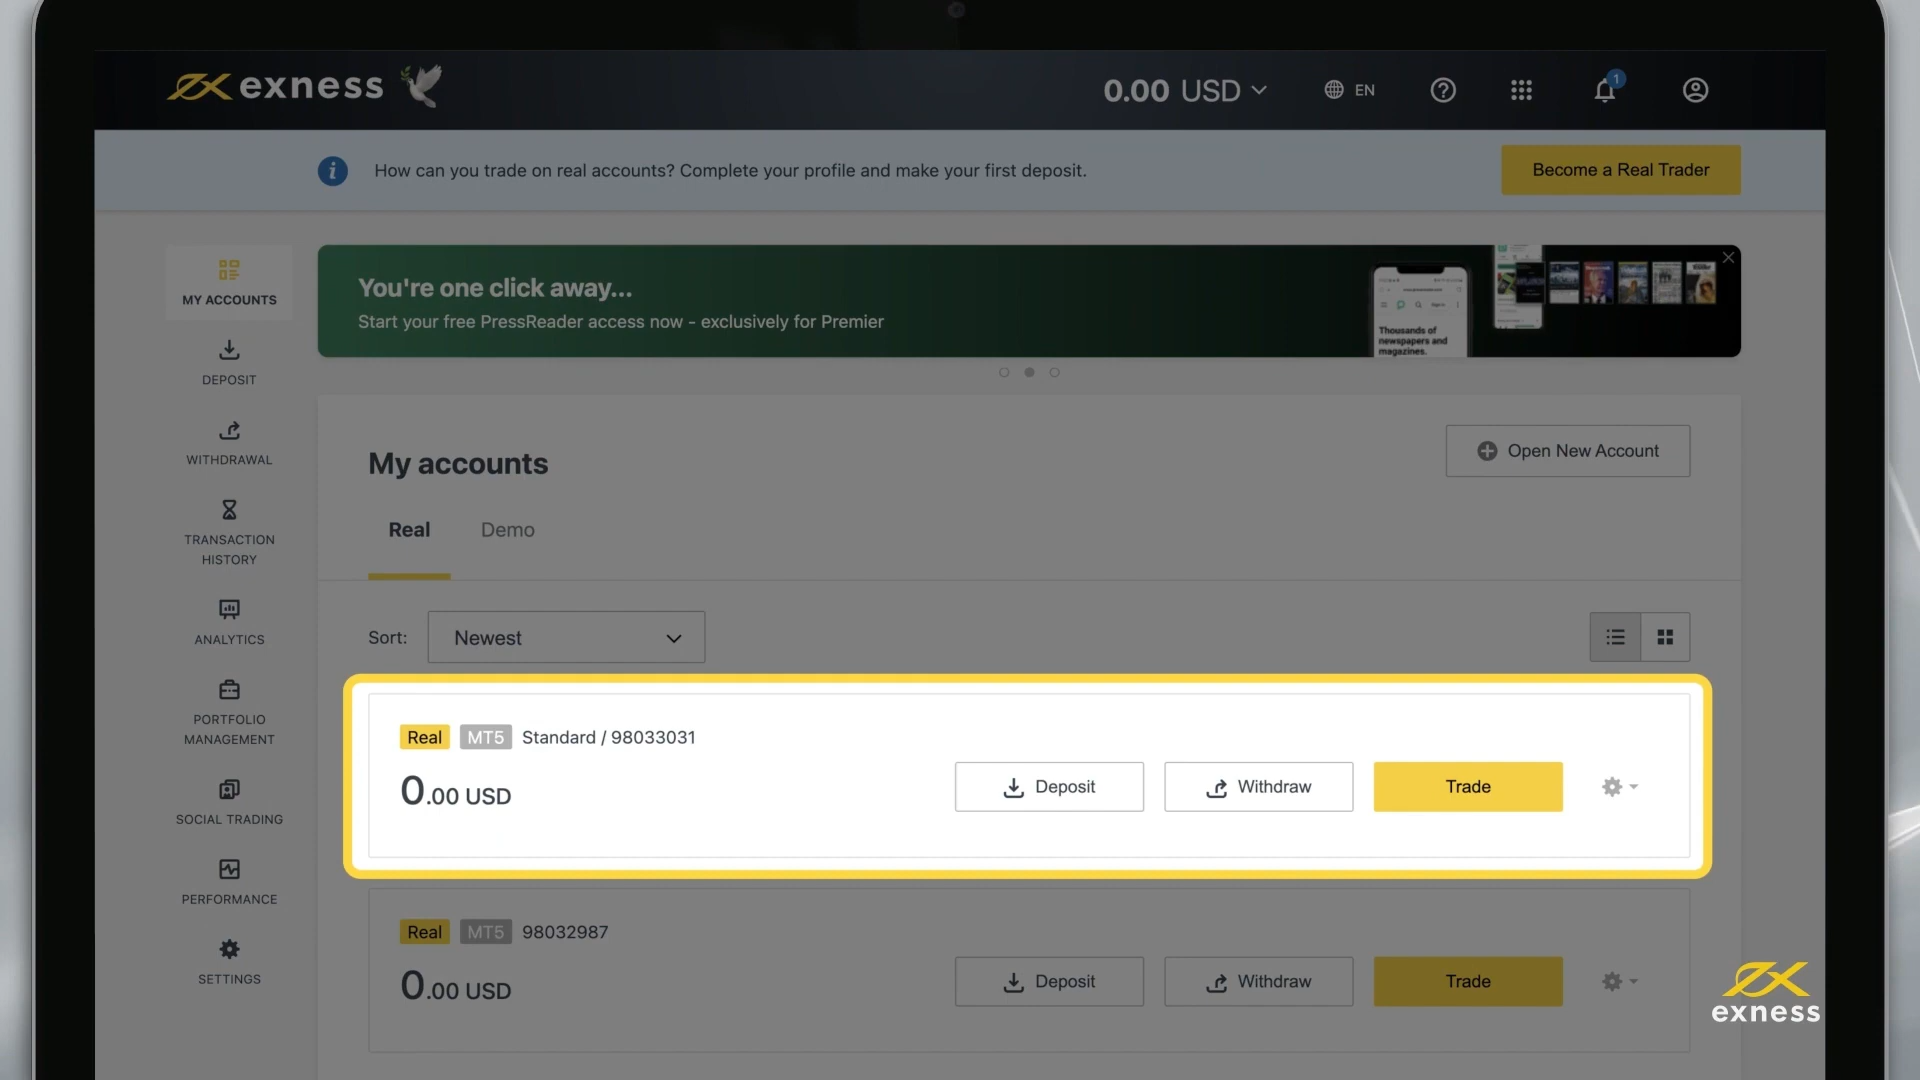 exness
0.00 USD
EN
1
How can you trade on real accounts? Complete your profile and make your first deposit.
Become a Real Trader
You're one click away...
Start your free PressReader access now - exclusively for Premier
Thousands of
newspapers and
magazines.
MY ACCOUNTS
DEPOSIT
WITHDRAWAL
TRANSACTION
HISTORY
ANALYTICS
PORTFOLIO
MANAGEMENT
SOCIAL TRADING
PERFORMANCE
SETTINGS
My accounts
Open New Account
Real Demo
Sort: Newest
Real MT5 Standard / 98033031
0.00 USD
Deposit Withdraw Trade
Real MT5 98032987
0.00 USD
Deposit Withdraw Trade
exness